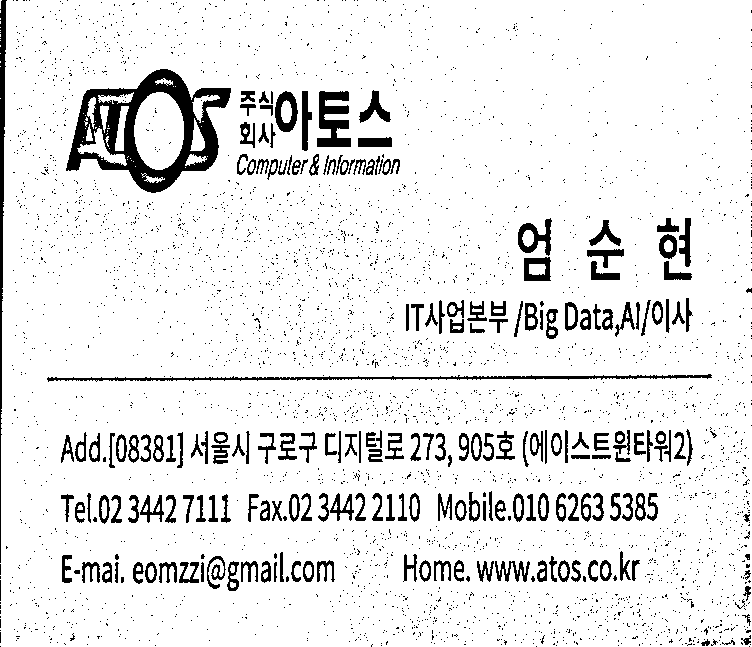 ATOS 주식회사 아토스
Computer & Information
엄 순 현
IT사업본부 /Big Data,AI/이사
Add.[08381] 서울시 구로구 디지털로 273, 905호 (에이스트윈타워2)
Tel.02 3442 7111 Fax.02 3442 2110 Mobile.010 6263 5385
E-mai. eomzzi@gmail.com Home. www.atos.co.kr